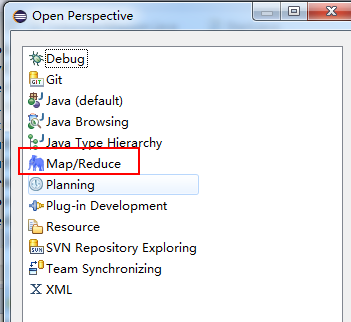 Open Perspective
Debug
Git
Java (default)
Java Browsing
Java Type Hierarchy
Map/Reduce
Planning
Plug-in Development
Resource
SVN Repository Exploring
Team Synchronizing
XML